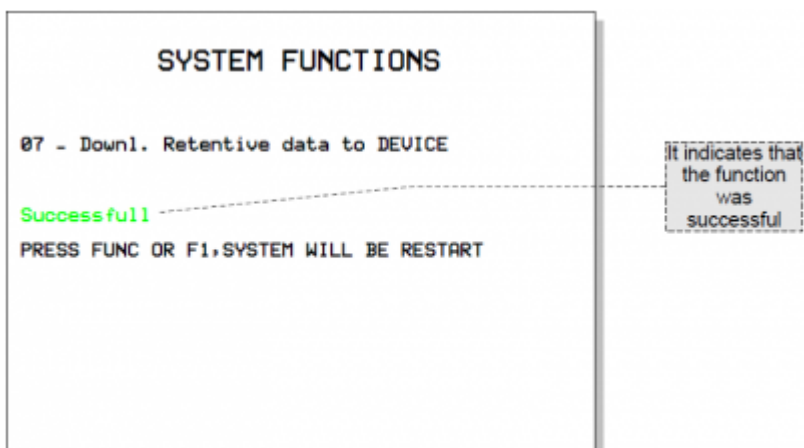 SYSTEM FUNCTIONS
07 - Downl. Retentive data to DEVICE
Successfull
PRESS FUNC OR F1,SYSTEM WILL BE RESTART
It indicates that
the function
was
successful